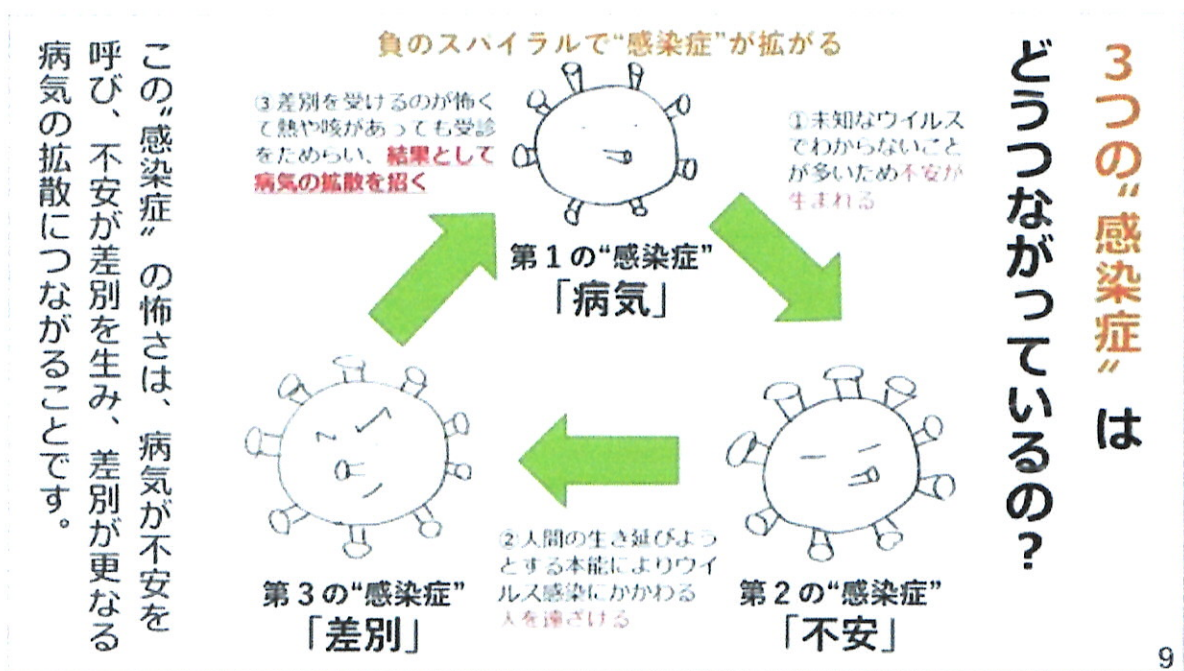 3つの“感染症” は
どうつながっているの？
負のスパイラルで“感染症”が拡がる
①未知なウイルス
でわからないこと
が多いため不安が
生まれる
第1の“感染症”
「病気」
③差別を受けるのが怖く
て熱や咳があっても受診
をためらい、結果として
病気の拡散を招く
第2の“感染症”
「不安」
②人間の生き延びよう
とする本能によりウイ
ルス感染にかかわる
人を遠ざける
第3の“感染症”
「差別」
この“感染症” の怖さは、病気が不安を
呼び、不安が差別を生み、差別が更なる
病気の拡散につながることです。
9